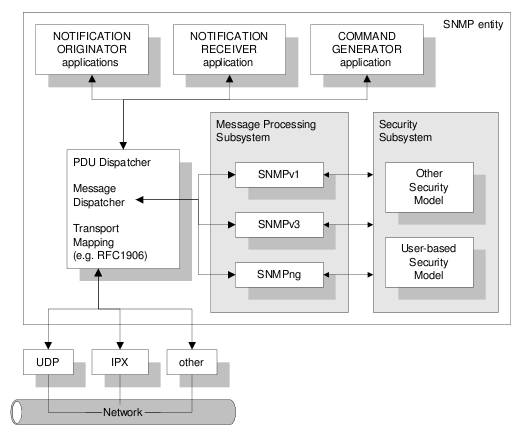 SNMP entity
NOTIFICATION
ORIGINATOR
applications
NOTIFICATION
RECEIVER
application
COMMAND
GENERATOR
application
PDU Dispatcher
Message
Dispatcher
Transport
Mapping
(e.g. RFC1906)
Message Processing
Subsystem
SNMPv1
SNMPv3
SNMPng
Security
Subsystem
Other
Security
Model
User-based
Security
Model
UDP
IPX
other
Network